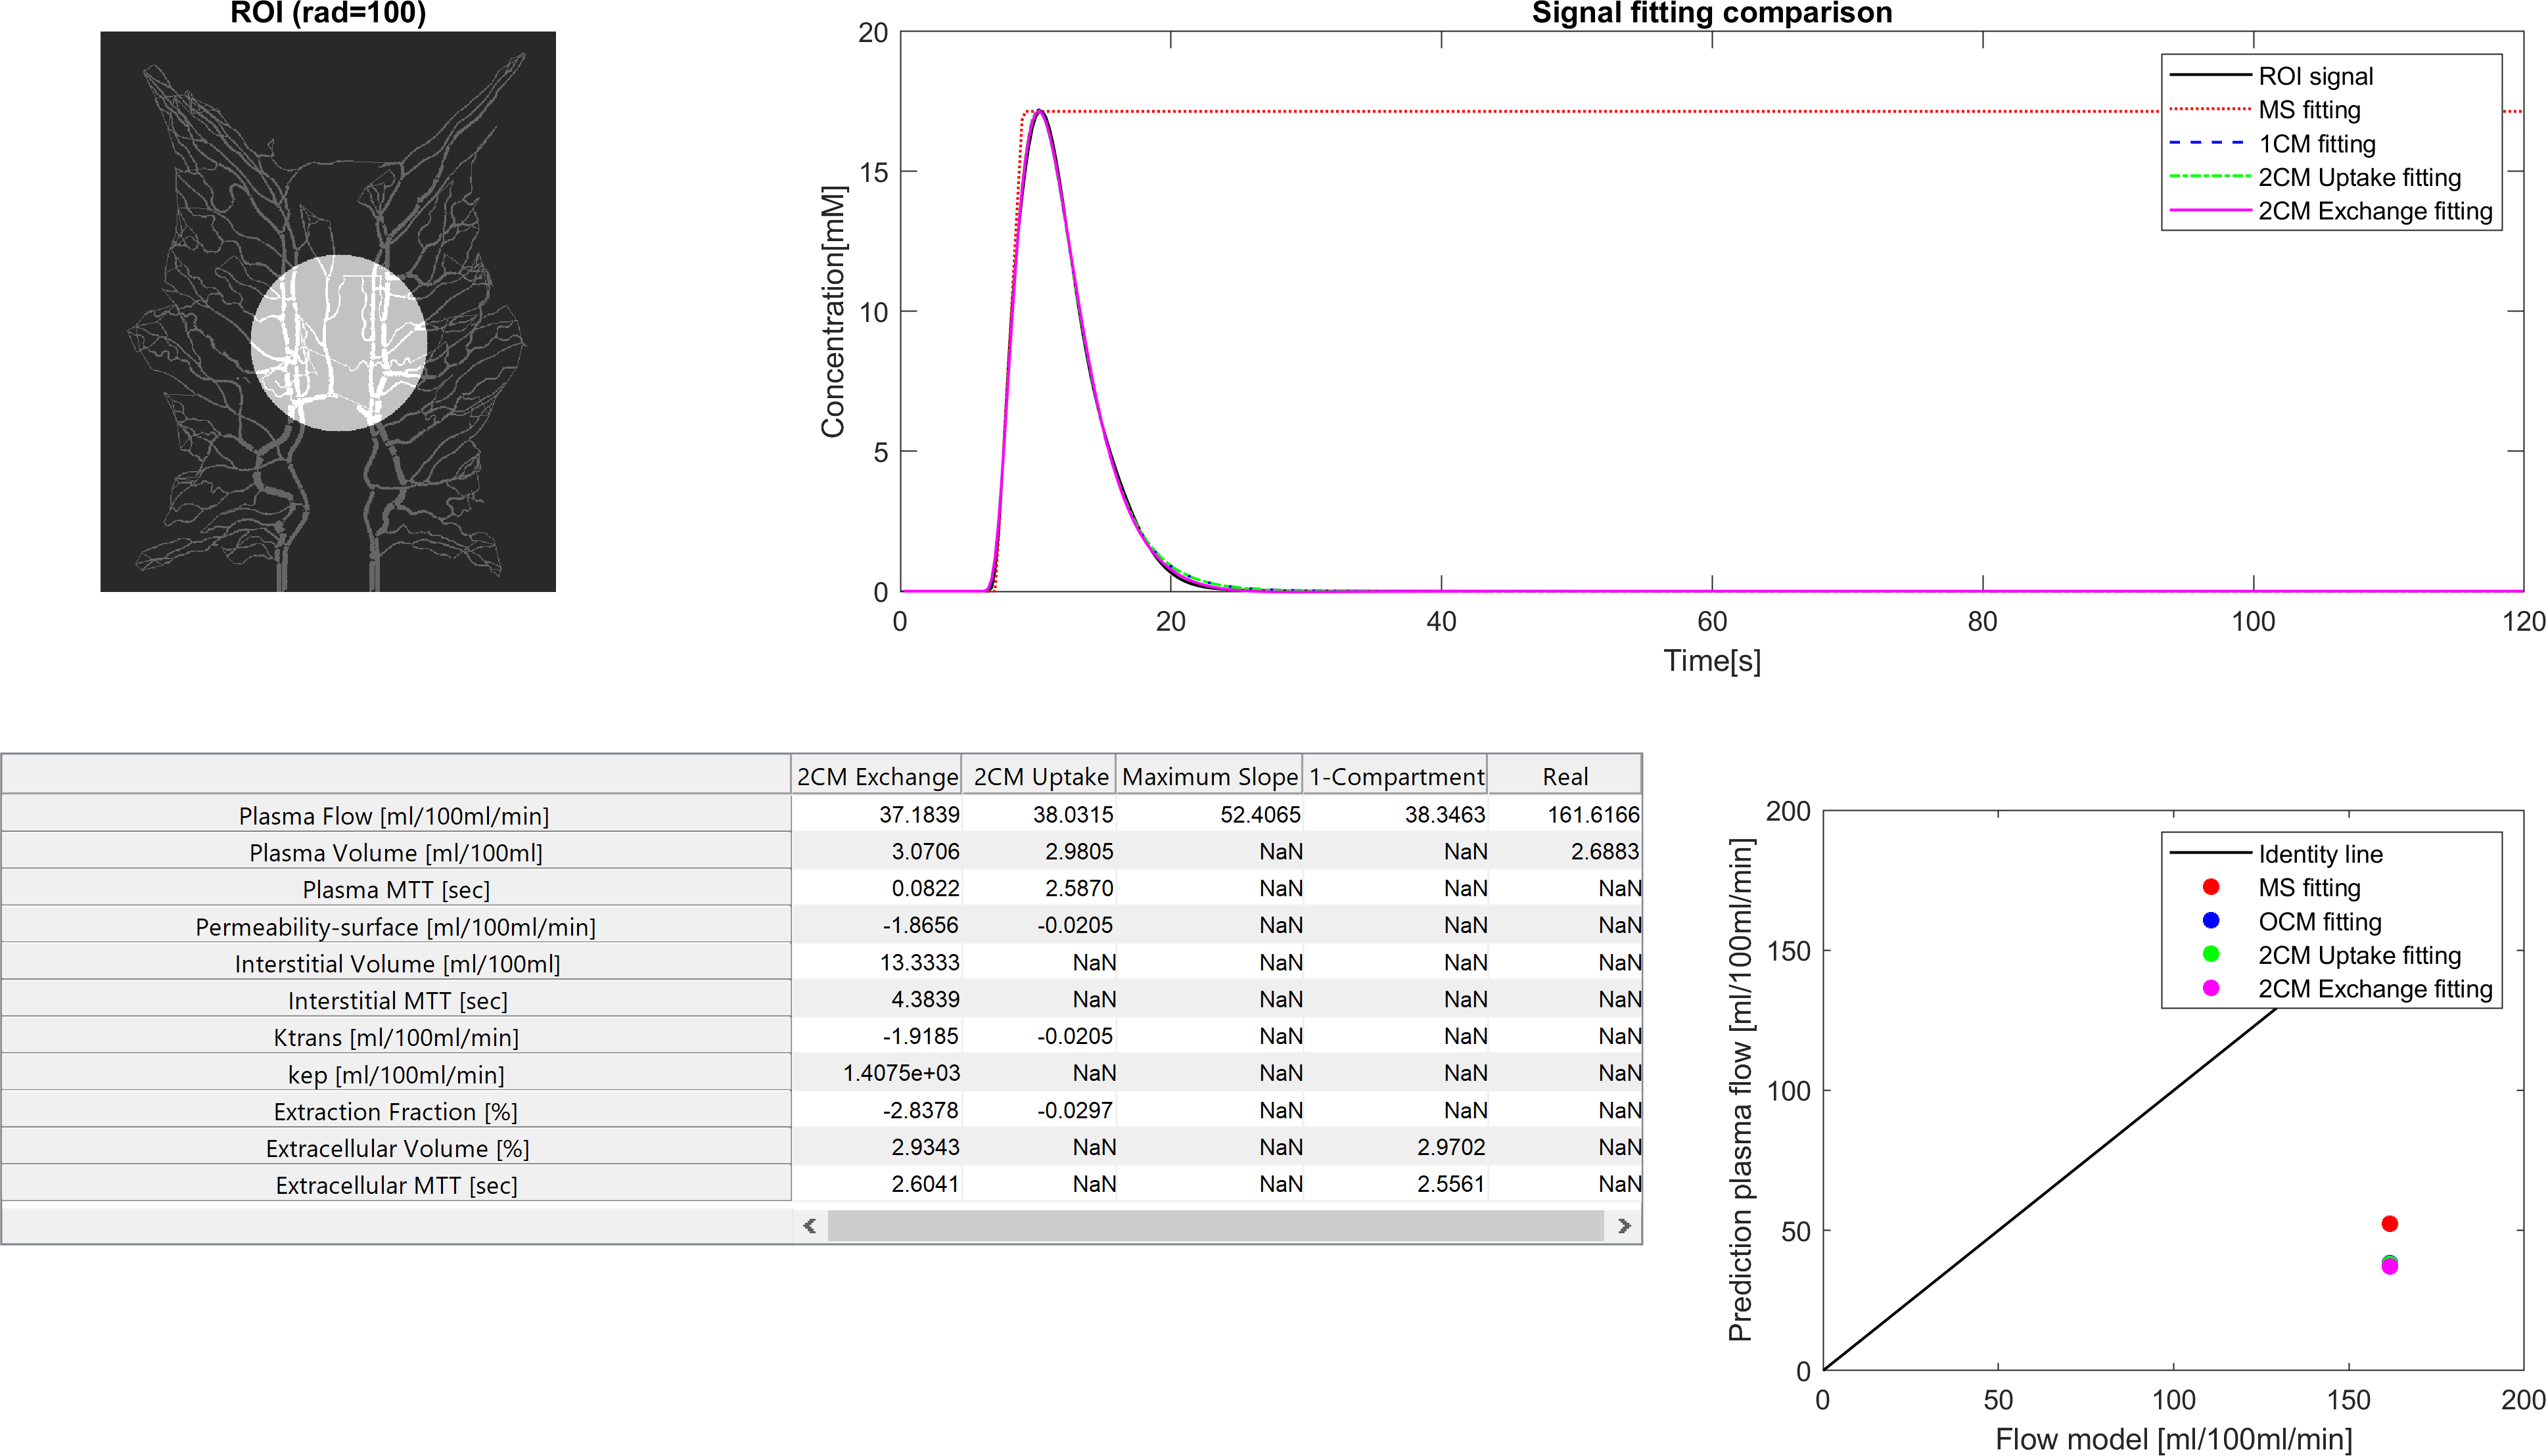 ROI (rad=100)
Signal fitting comparison
20
15
10
5
0
Concentration[mM]
0 20 40 60 80 100 120
Time[s]
ROI signal
MS fitting
1CM fitting
2CM Uptake fitting
2CM Exchange fitting
2CM Exchange 2CM Uptake Maximum Slope 1-Compartment Real
Plasma Flow [ml/100ml/min] 37.1839 38.0315 52.4065 38.3463 161.6166
Plasma Volume [ml/100ml] 3.0706 2.9805 NaN NaN 2.6883
Plasma MTT [sec] 0.0822 2.5870 NaN NaN NaN
Permeability-surface [ml/100ml/min] -1.8656 -0.0205 NaN NaN NaN
Interstitial Volume [ml/100ml] 13.3333 NaN NaN NaN NaN
Interstitial MTT [sec] 4.3839 NaN NaN NaN NaN
Ktrans [ml/100ml/min] -1.9185 -0.0205 NaN NaN NaN
kep [ml/100ml/min] 1.4075e+03 NaN NaN NaN NaN
Extraction Fraction [%] -2.8378 -0.0297 NaN NaN NaN
Extracellular Volume [%] 2.9343 NaN NaN 2.9702 NaN
Extracellular MTT [sec] 2.6041 NaN NaN 2.5561 NaN
200
150
100
50
0
Prediction plasma flow [ml/100ml/min]
Identity line
MS fitting
OCM fitting
2CM Uptake fitting
2CM Exchange fitting
0 50 100 150 200
Flow model [ml/100ml/min]